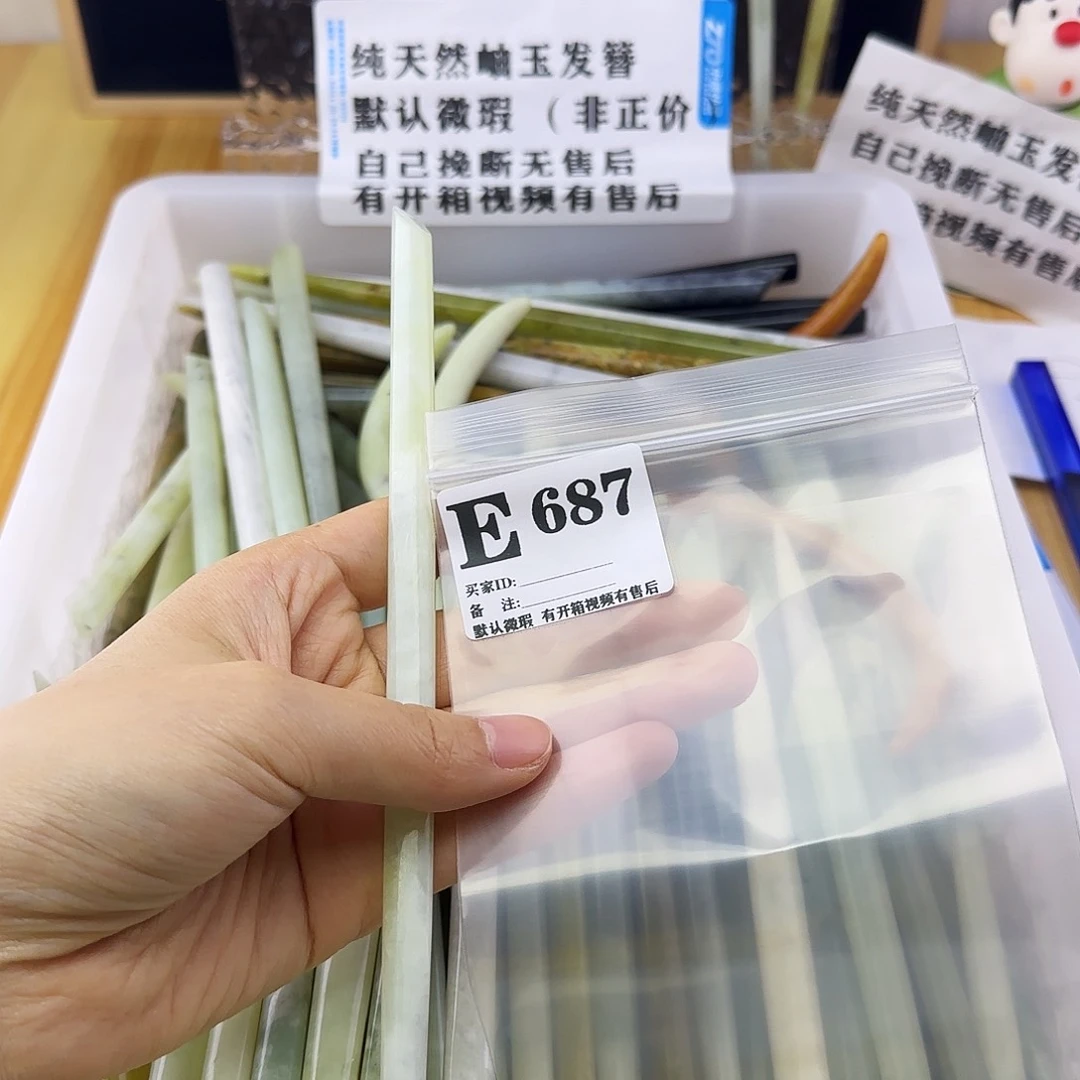 纯天然岫玉发簪
默认微瑕 （非正价
自己挽断无售后
有开箱视频有售后
纯天然岫玉发
自己挽断无售后
箱视频有售
E 687
买家ID:
备 注:
默认微瑕 有开箱视频有售后